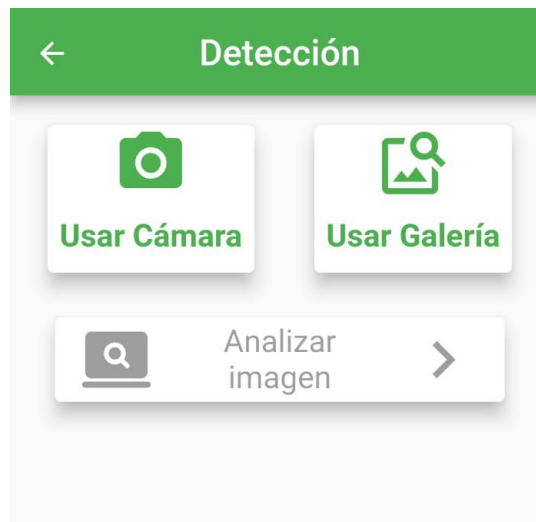 Detección
Usar Cámara
Usar Galería
Analizar
imagen